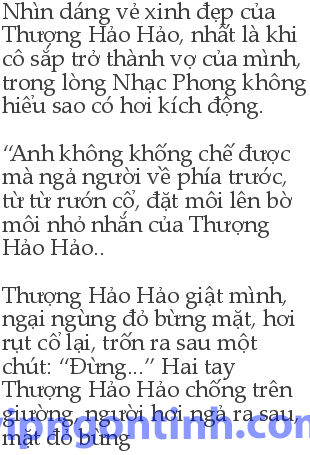 Nhìn dáng vẻ xinh đẹp của
Thượng Hảo Hảo, nhất là khi
cô sắp trở thành vợ của mình,
trong lòng Nhạc Phong không
hiểu sao có hơi kích động.
“Anh không khống chế được
mà ngả người về phía trước,
từ từ rướn cổ, đặt môi lên bờ
môi nhỏ nhắn của Thượng
Hảo Hảo..
Thượng Hảo Hảo giật mình,
ngại ngùng đỏ bừng mặt, hơi
rụt cổ lại, trốn ra sau một
chút: “Đừng...” Hai tay
Thượng Hảo Hảo chống trên
giường, người hơi ngả ra sau,
mặt đỏ bừng
iprngontinh.com